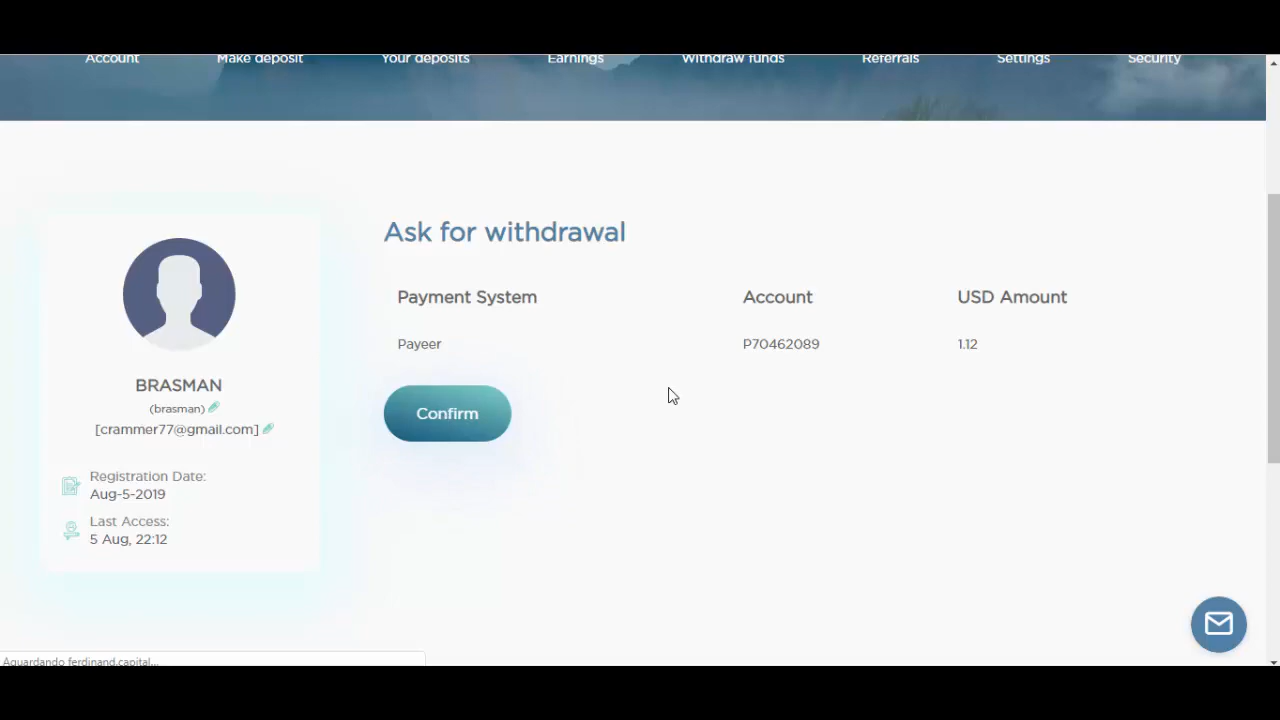 Account Make deposit Your deposits Earnings Withdraw funds Referrals Settings Security
Ask for withdrawal
Payment System Account USD Amount
Payeer P70462089 1.12
Confirm
BRASMAN
(brasman)
[crammer77@gmail.com]
Registration Date:
Aug-5-2019
Last Access:
5 Aug, 22:12
Aguardando ferdinand.capital...